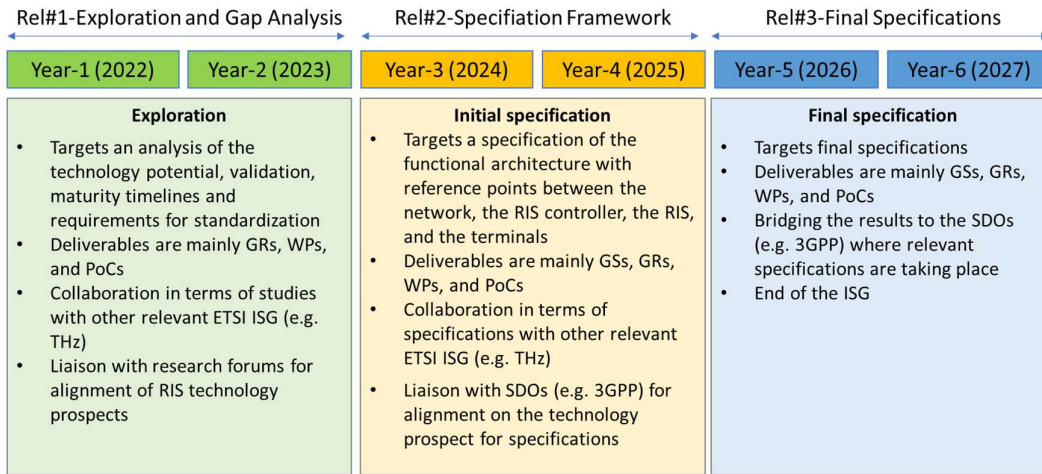 Rel#1-Exploration and Gap Analysis
Rel#2-Specifiation Framework
Rel#3-Final Specifications
Year-1 (2022)
Year-2 (2023)
Year-3 (2024)
Year-4 (2025)
Year-5 (2026)
Year-6 (2027)
Exploration
• Targets an analysis of the
technology potential, validation,
maturity timelines and
requirements for standardization
• Deliverables are mainly GRs, WPs,
and PoCs
• Collaboration in terms of studies
with other relevant ETSI ISG (e.g.
THz)
• Liaison with research forums for
alignment of RIS technology
prospects
Initial specification
• Targets a specification of the
functional architecture with
reference points between the
network, the RIS controller, the RIS,
and the terminals
• Deliverables are mainly GSs, GRs,
WPs, and PoCs
• Collaboration in terms of
specifications with other relevant
ETSI ISG (e.g. THz)
• Liaison with SDOs (e.g. 3GPP) for
alignment on the technology
prospect for specifications
Final specification
• Targets final specifications
• Deliverables are mainly GSs, GRs,
WPs, and PoCs
• Bridging the results to the SDOs
(e.g. 3GPP) where relevant
specifications are taking place
• End of the ISG